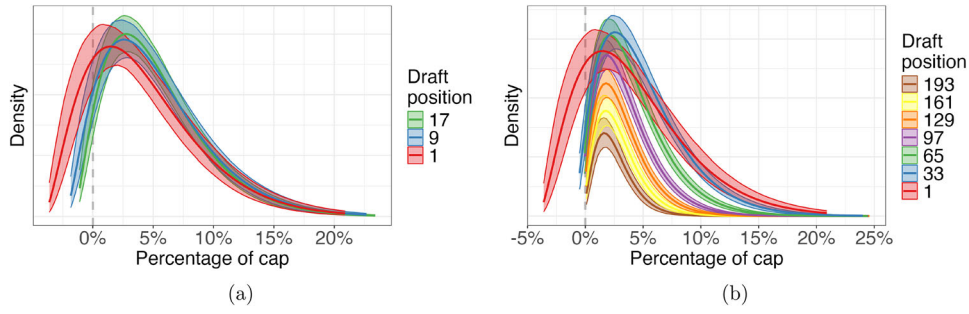 Density
0%
5%
10%
15%
20%
Percentage of cap
Draft
position
17
9
1
(a)
Density
-5%
0%
5%
10%
15%
20%
25%
Percentage of cap
Draft
position
193
161
129
97
65
33
1
(b)